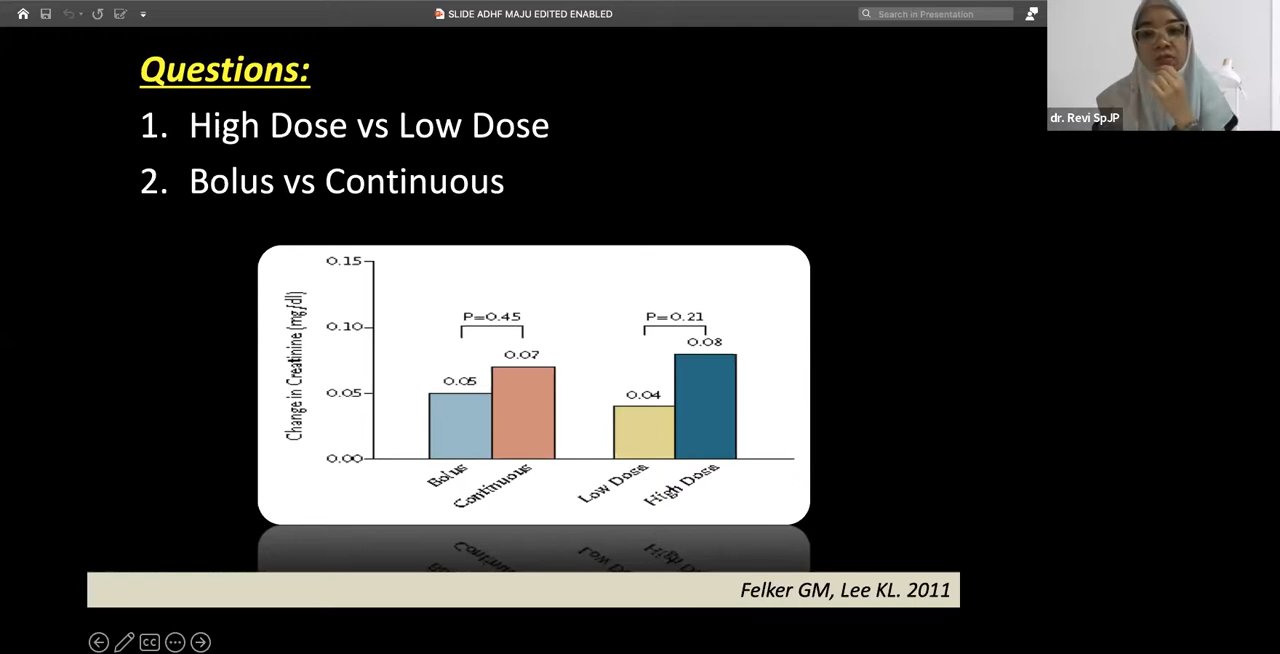 SLIDE ADHF MAJU EDITED ENABLED
Search in Presentation
dr. Revi SpJP
Questions:
1. High Dose vs Low Dose
2. Bolus vs Continuous
Change in Creatinine (mg/dl)
0.15
0.10
0.05
0.00
P=0.45
0.05
0.07
P=0.21
0.04
0.08
Bolus
Continuous
Low Dose
High Dose
Felker GM, Lee KL. 2011
CC